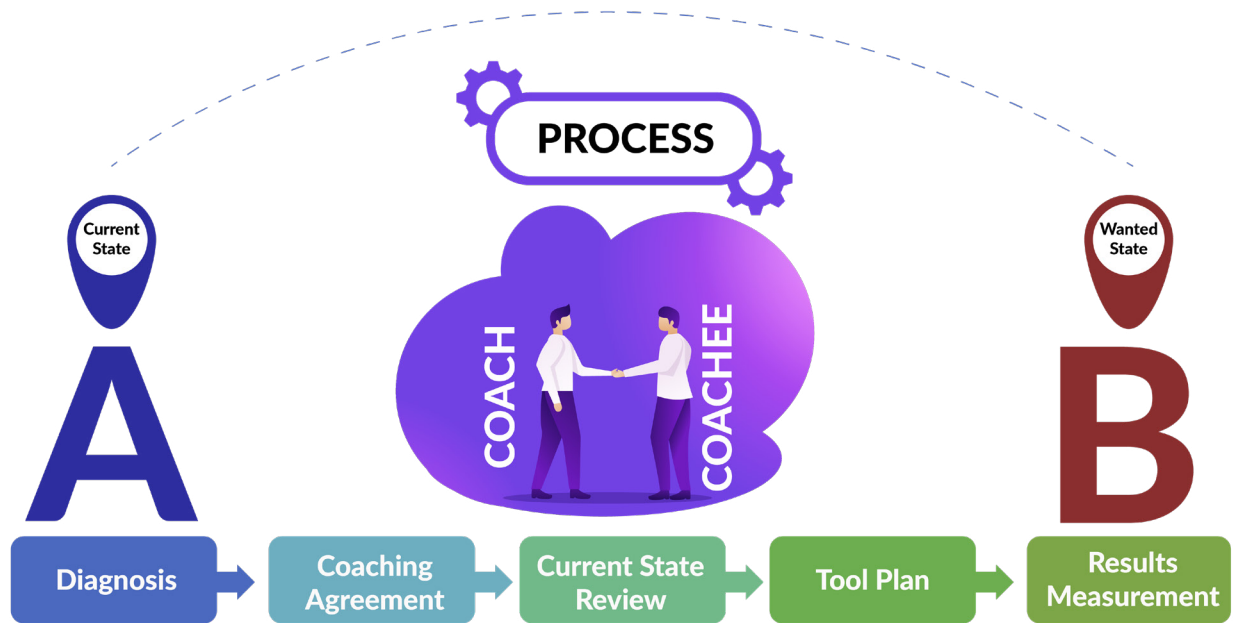 PROCESS
Current
State
Wanted
State
COACH
COACHEE
A
B
Diagnosis
Coaching
Agreement
Current State
Review
Tool Plan
Results
Measurement